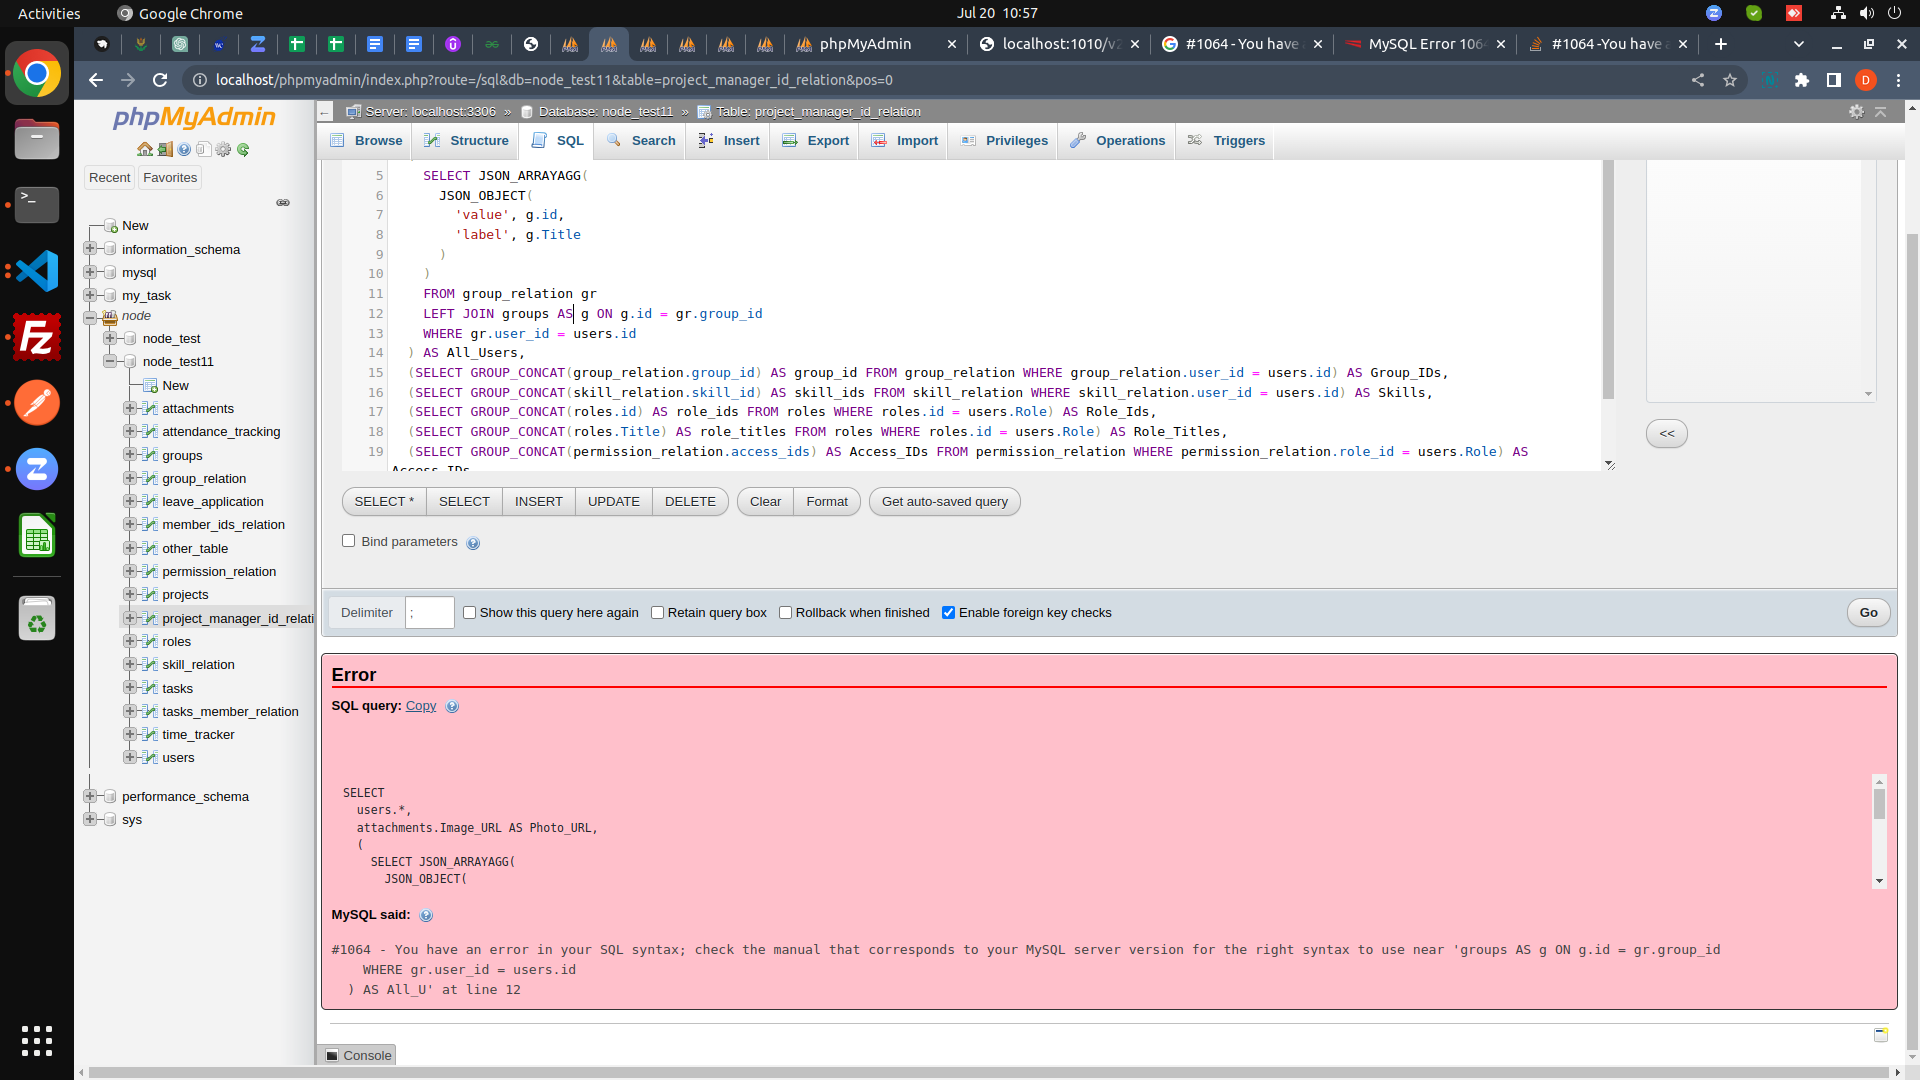 Activities
Google Chrome
Jul 20 10:57
phpMyAdmin
localhost:1010/v2
#1064 - You have a
MySQL Error 1064
#1064 -You have a
localhost/phpmyadmin/index.php?route=/sql&db=node_test11&table=project_manager_id_relation&pos=0
D
phpMyAdmin
Recent
Favorites
New
information_schema
mysql
my_task
node
node_test
node_test11
New
attachments
attendance_tracking
groups
group_relation
leave_application
member_ids_relation
other_table
permission_relation
projects
project_manager_id_relati
roles
skill_relation
tasks
tasks_member_relation
time_tracker
users
performance_schema
sys
Server: localhost:3306 » Database: node_test11 » Table: project_manager_id_relation
Browse
Structure
SQL
Search
Insert
Export
Import
Privileges
Operations
Triggers
5 SELECT JSON_ARRAYAGG(
6 JSON_OBJECT(
7 'value', g.id,
8 'label', g.Title
9 )
10 )
11 FROM group_relation gr
12 LEFT JOIN groups AS g ON g.id = gr.group_id
13 WHERE gr.user_id = users.id
14 ) AS All_Users,
15 (SELECT GROUP_CONCAT(group_relation.group_id) AS group_id FROM group_relation WHERE group_relation.user_id = users.id) AS Group_IDs,
16 (SELECT GROUP_CONCAT(skill_relation.skill_id) AS skill_ids FROM skill_relation WHERE skill_relation.user_id = users.id) AS Skills,
17 (SELECT GROUP_CONCAT(roles.id) AS role_ids FROM roles WHERE roles.id = users.Role) AS Role_Ids,
18 (SELECT GROUP_CONCAT(roles.Title) AS role_titles FROM roles WHERE roles.id = users.Role) AS Role_Titles,
19 (SELECT GROUP_CONCAT(permission_relation.access_ids) AS Access_IDs FROM permission_relation WHERE permission_relation.role_id = users.Role) AS
Access_IDs
<<
SELECT *
SELECT
INSERT
UPDATE
DELETE
Clear
Format
Get auto-saved query
Bind parameters
Delimiter
;
Show this query here again
Retain query box
Rollback when finished
Enable foreign key checks
Go
Error
SQL query: Copy
SELECT
users.*,
attachments.Image_URL AS Photo_URL,
(
SELECT JSON_ARRAYAGG(
JSON_OBJECT(
MySQL said:
#1064 - You have an error in your SQL syntax; check the manual that corresponds to your MySQL server version for the right syntax to use near 'groups AS g ON g.id = gr.group_id
WHERE gr.user_id = users.id
) AS All_U' at line 12
Console